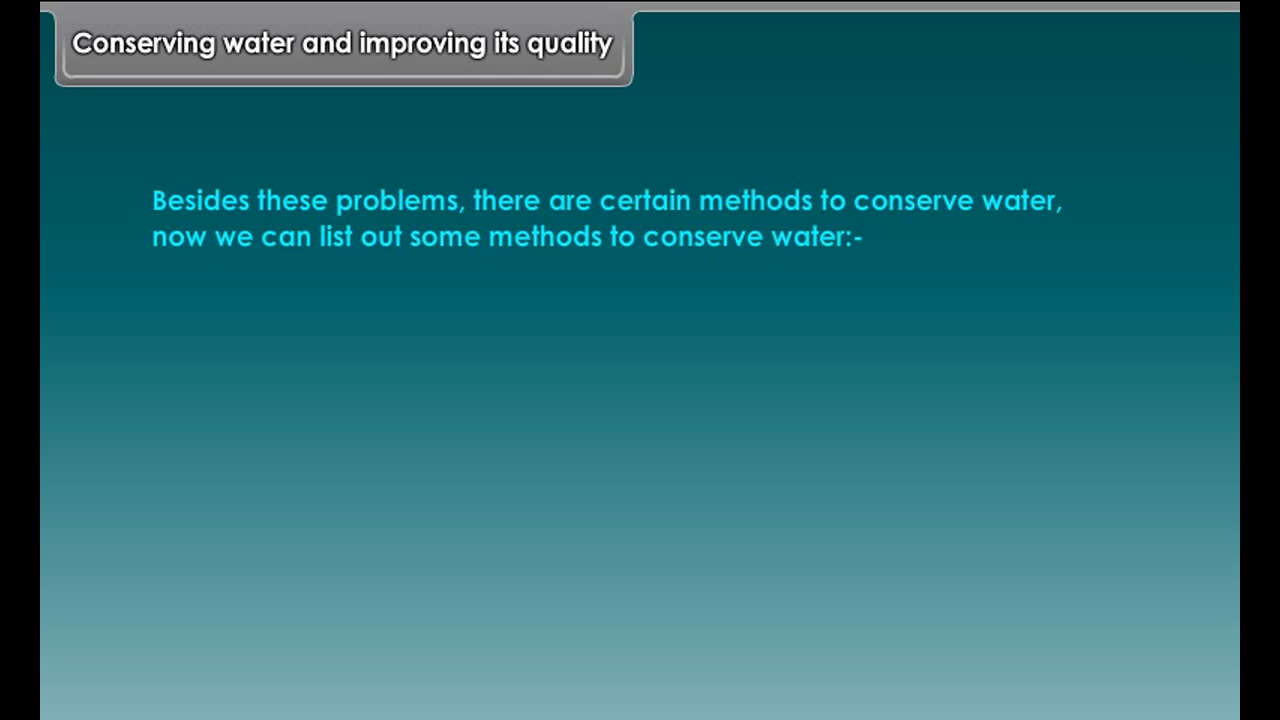 Conserving water and improving its quality
Besides these problems, there are certain methods to conserve water,
now we can list out some methods to conserve water:-